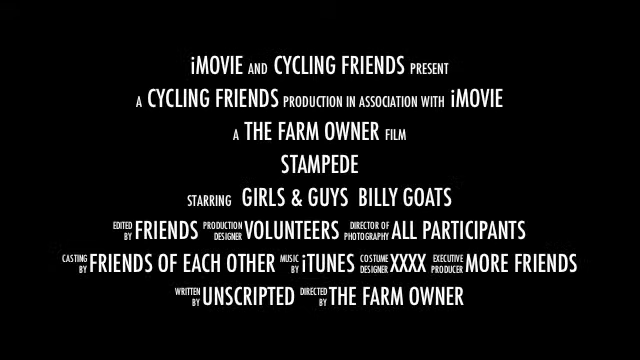 iMOVIE AND CYCLING FRIENDS PRESENT
A CYCLING FRIENDS PRODUCTION IN ASSOCIATION WITH iMOVIE
A THE FARM OWNER FILM
STAMPEDE
STARRING GIRLS & GUYS BILLY GOATS
EDITED BY FRIENDS PRODUCTION DESIGNER VOLUNTEERS DIRECTOR OF PHOTOGRAPHY ALL PARTICIPANTS
CASTING BY FRIENDS OF EACH OTHER MUSIC BY iTUNES COSTUME DESIGNER XXXX EXECUTIVE PRODUCER MORE FRIENDS
WRITTEN BY UNSCRIPTED DIRECTED BY THE FARM OWNER